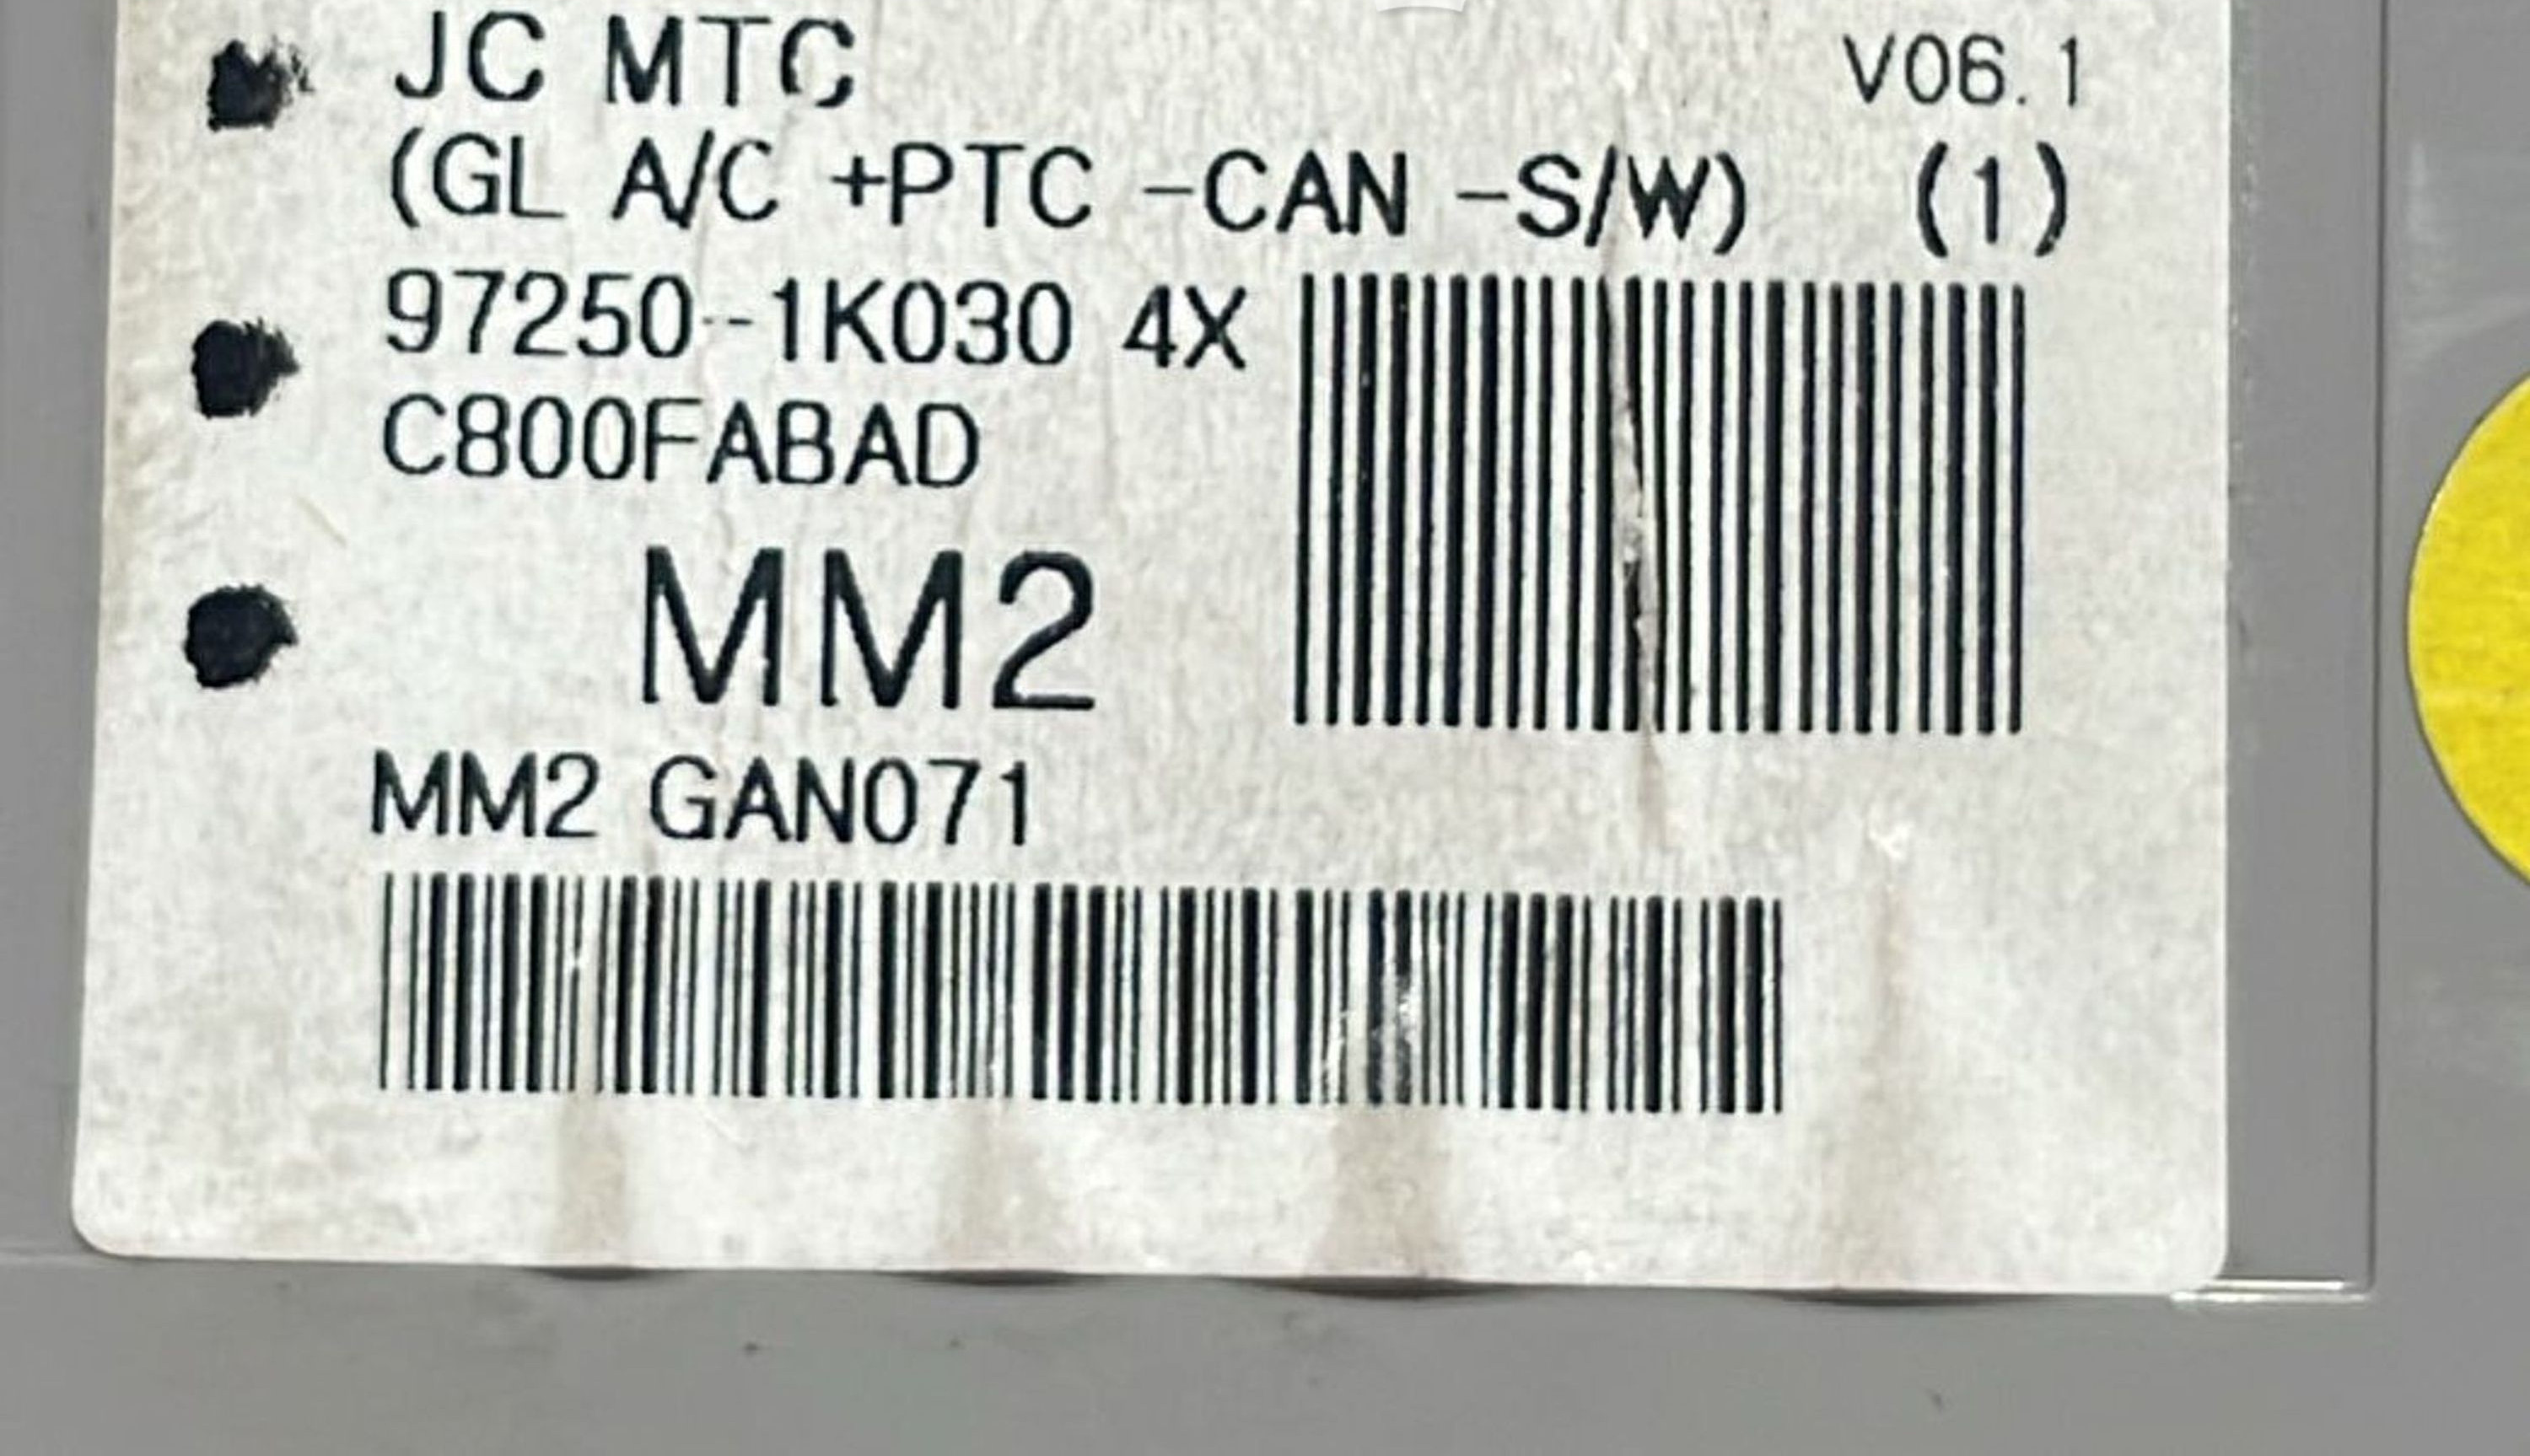 JC MTC
V06.1
(GL A/C +PTC -CAN -S/W) (1)
97250-1K030 4X
C800FABAD
MM2
MM2 GAN071